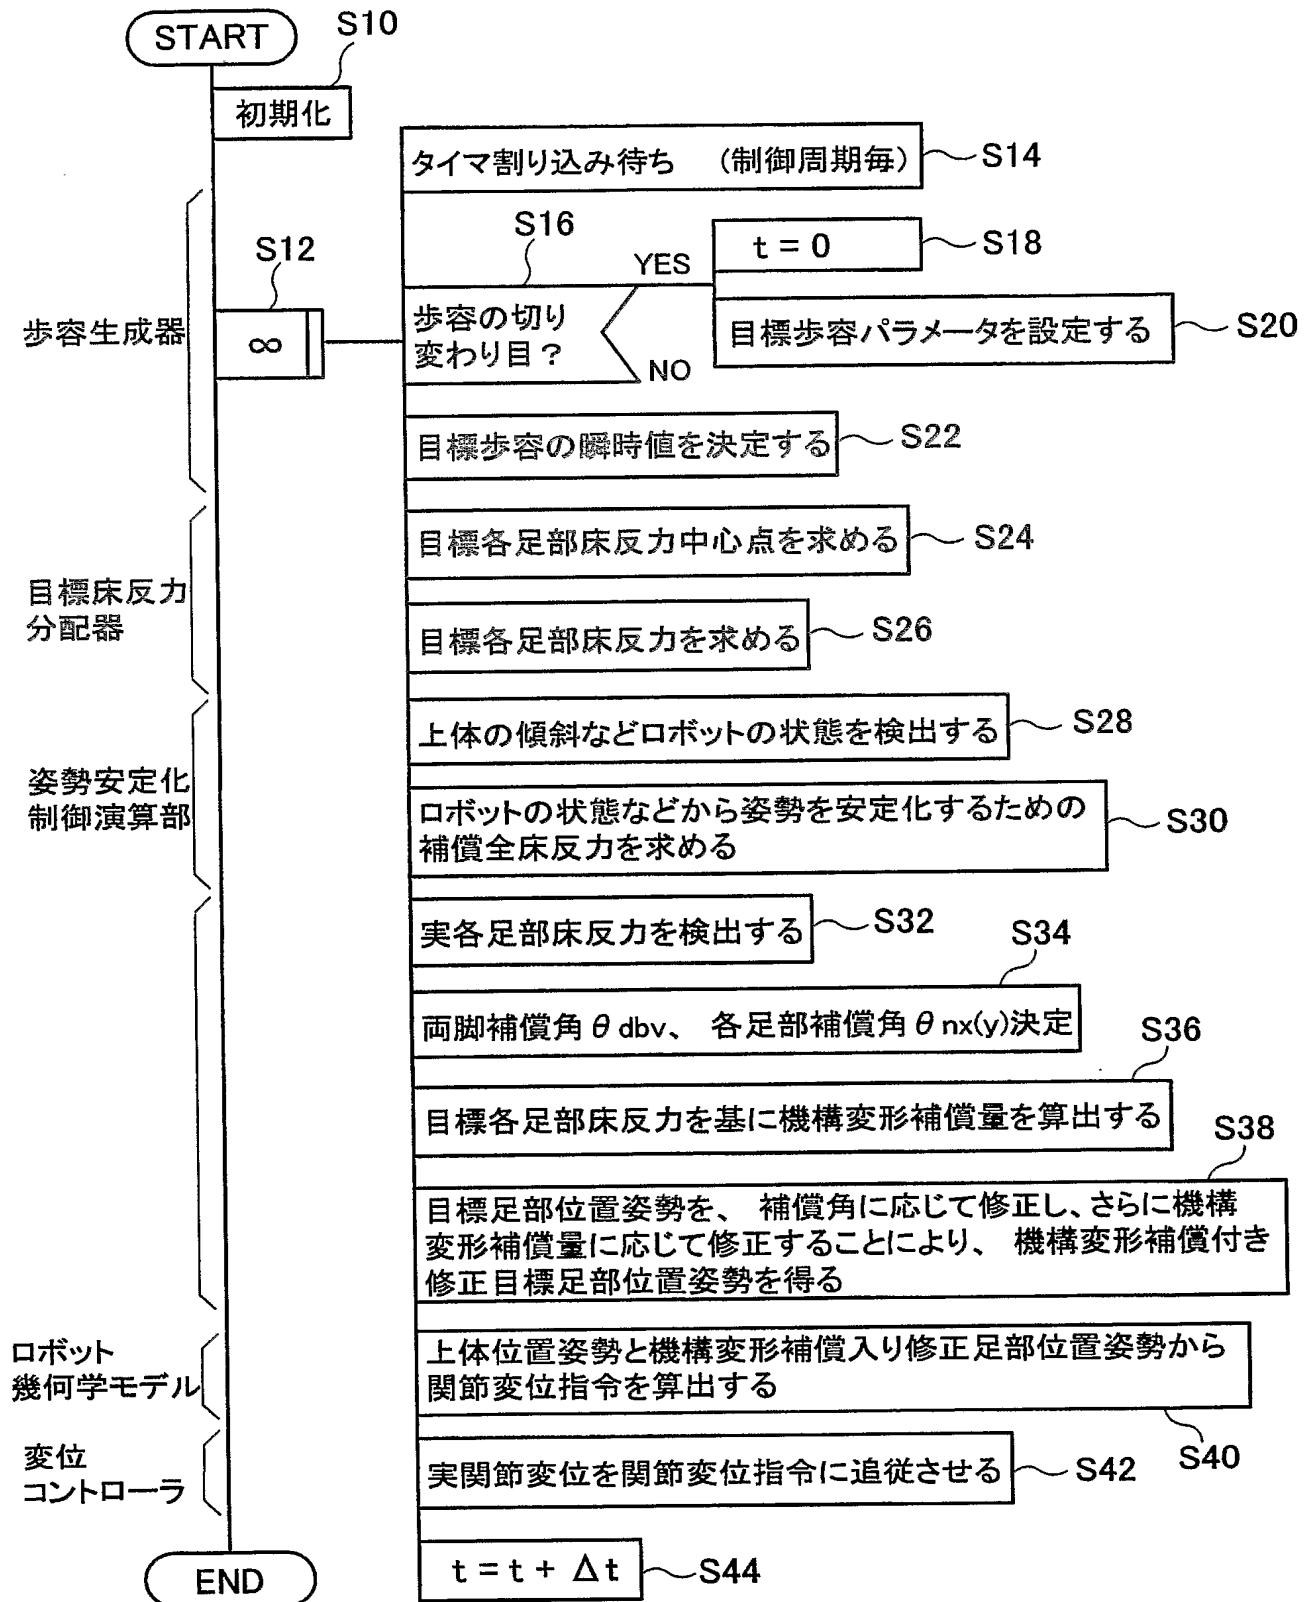 START
S10
初期化
タイマ割り込み待ち （制御周期毎）
S14
S12
∞
S16
歩容の切り
変わり目？
YES
NO
t = 0
S18
目標歩容パラメータを設定する
S20
歩容生成器
目標歩容の瞬時値を決定する
S22
目標床反力
分配器
目標各足部床反力中心点を求める
S24
目標各足部床反力を求める
S26
姿勢安定化
制御演算部
上体の傾斜などロボットの状態を検出する
S28
ロボットの状態などから姿勢を安定化するための
補償全床反力を求める
S30
実各足部床反力を検出する
S32
両脚補償角θdbv、 各足部補償角θnx(y)決定
S34
目標各足部床反力を基に機構変形補償量を算出する
S36
目標足部位置姿勢を、 補償角に応じて修正し、さらに機構
変形補償量に応じて修正することにより、 機構変形補償付き
修正目標足部位置姿勢を得る
S38
ロボット
幾何学モデル
上体位置姿勢と機構変形補償入り修正足部位置姿勢から
関節変位指令を算出する
S40
変位
コントローラ
実関節変位を関節変位指令に追従させる
S42
t = t + Δt
S44
END